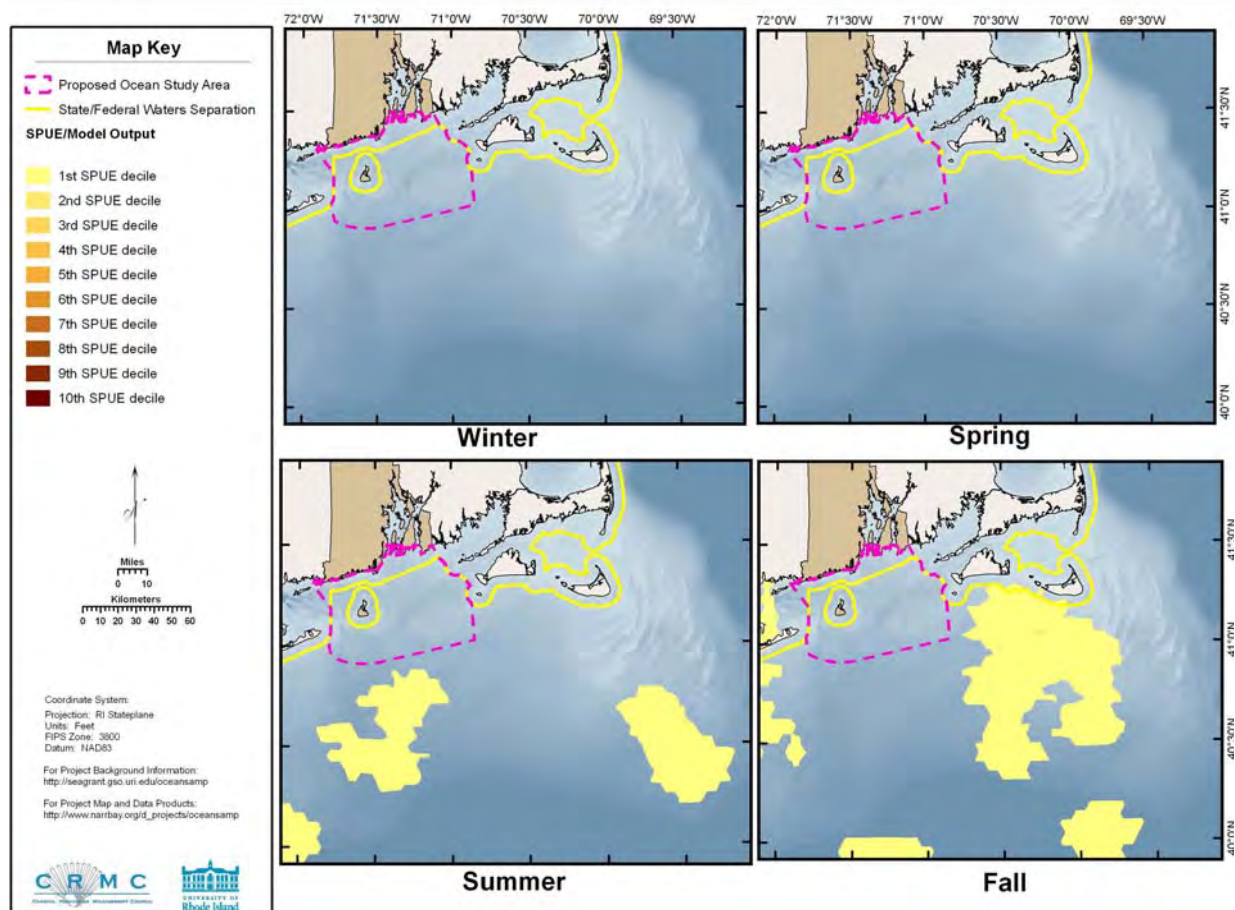 Map Key
Proposed Ocean Study Area
State/Federal Waters Separation
SPUE/Model Output
1st SPUE decile
2nd SPUE decile
3rd SPUE decile
4th SPUE decile
5th SPUE decile
6th SPUE decile
7th SPUE decile
8th SPUE decile
9th SPUE decile
10th SPUE decile
Miles
0 10
Kilometers
0 10 20 30 40 50 60
Coordinate System:
Projection: RI Stateplane
Units: Feet
FIPS Zone: 3800
Datum: NAD83
For Project Background Information:
http://seagrant.gso.uri.edu/oceansamp
For Project Map and Data Products:
http://www.narrbay.org/d_projects/oceansamp
CRMC
UNIVERSITY OF
Rhode Island
72°0'W 71°30'W 71°0'W 70°30'W 70°0'W 69°30'W
72°0'W 71°30'W 71°0'W 70°30'W 70°0'W 69°30'W
41°30'N
41°0'N
40°30'N
40°0'N
Winter
Spring
41°30'N
41°0'N
40°30'N
40°0'N
Summer
Fall